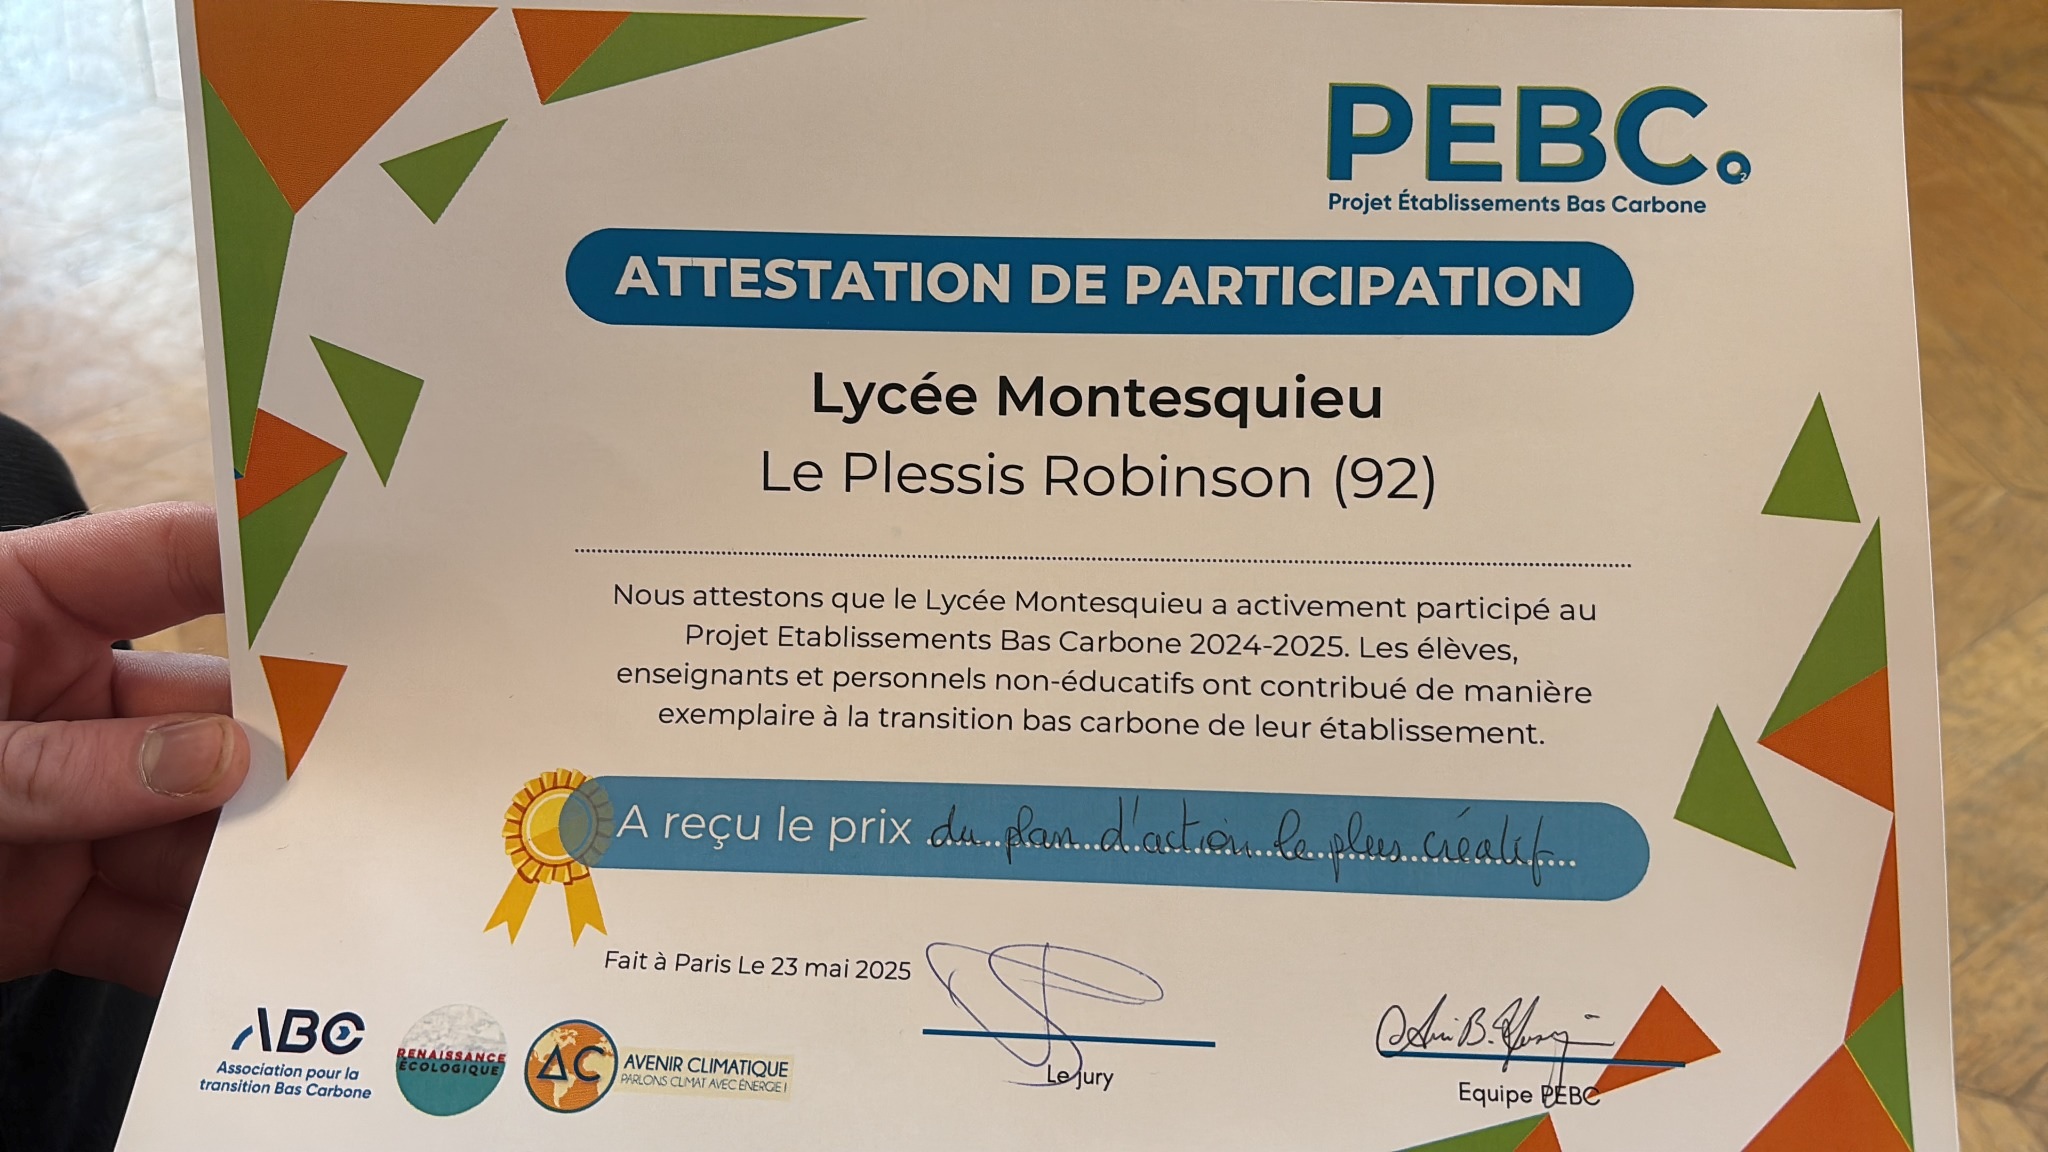 PEBC.
2
Projet Établissements Bas Carbone
ATTESTATION DE PARTICIPATION
Lycée Montesquieu
Le Plessis Robinson (92)
Nous attestons que le Lycée Montesquieu a activement participé au
Projet Etablissements Bas Carbone 2024-2025. Les élèves,
enseignants et personnels non-éducatifs ont contribué de manière
exemplaire à la transition bas carbone de leur établissement.
A reçu le prix du plan d'action le plus créatif
Fait à Paris Le 23 mai 2025
Le jury
Equipe PEBC
ABC
Association pour la
transition Bas Carbone
RENAISSANCE
ÉCOLOGIQUE
AC
AVENIR CLIMATIQUE
PARLONS CLIMAT AVEC ÉNERGIE !